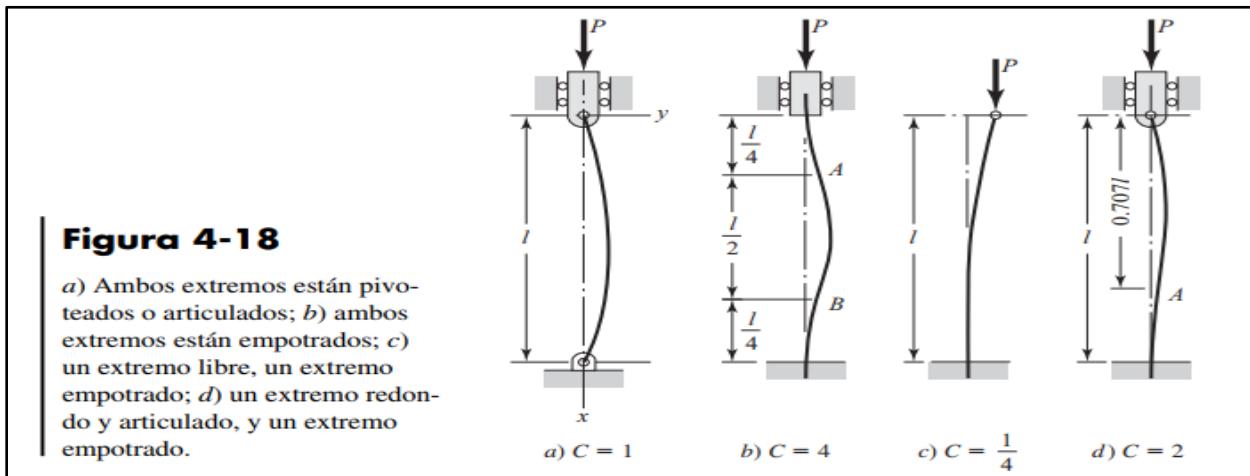 Figura 4-18
a) Ambos extremos están pivo-
teados o articulados; b) ambos
extremos están empotrados; c)
un extremo libre, un extremo
empotrado; d) un extremo redon-
do y articulado, y un extremo
empotrado.
P
y
l
x
a) C = 1
P
l/4
A
l/2
B
l/4
b) C = 4
P
l
c) C = 1/4
P
l
0.707l
A
d) C = 2